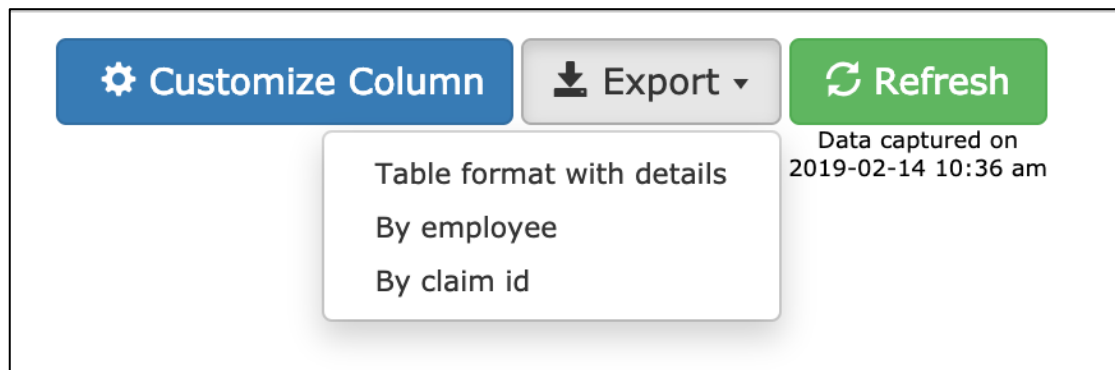 Customize Column
Export
Refresh
Data captured on
2019-02-14 10:36 am
Table format with details
By employee
By claim id